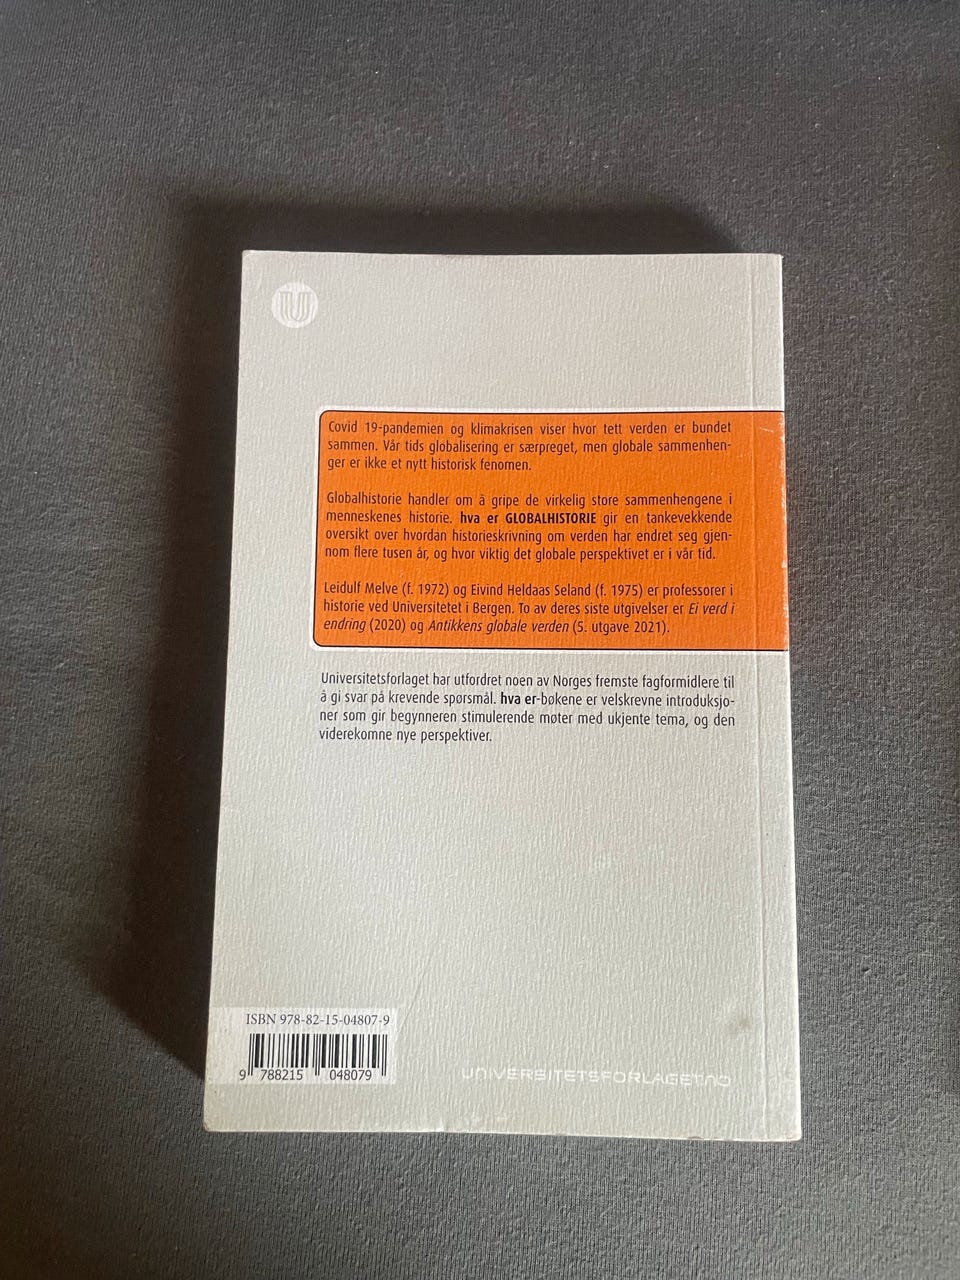 Covid 19-pandemien og klimakrisen viser hvor tett verden er bundet
sammen. Vår tids globalisering er særpreget, men globale sammenhen-
ger er ikke et nytt historisk fenomen.
Globalhistorie handler om å gripe de virkelig store sammenhengene i
menneskenes historie. hva er GLOBALHISTORIE gir en tankevekkende
oversikt over hvordan historieskrivning om verden har endret seg gjen-
nom flere tusen år, og hvor viktig det globale perspektivet er i vår tid.
Leidulf Melve (f. 1972) og Eivind Heldaas Seland (f. 1975) er professorer i
historie ved Universitetet i Bergen. To av deres siste utgivelser er Ei verd i
endring (2020) og Antikkens globale verden (5. utgave 2021).
Universitetsforlaget har utfordret noen av Norges fremste fagformidlere til
å gi svar på krevende spørsmål. hva er-bøkene er velskrevne introduksjo-
ner som gir begynneren stimulerende møter med ukjente tema, og den
viderekomne nye perspektiver.
ISBN 978-82-15-04807-9
9 788215 048079
UNIVERSITETSFORLAGET.NO